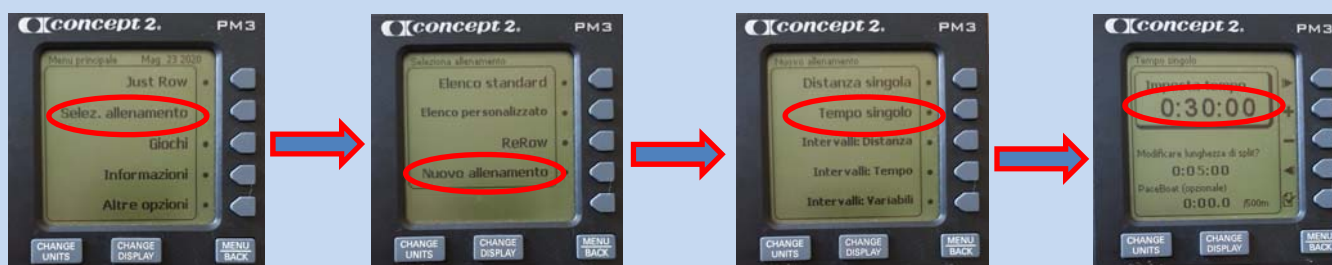 concept 2. PM3
Menu principale Mag 23 2020
Just Row
Selez. allenamento
Giochi
Informazioni
Altre opzioni
CHANGE UNITS
CHANGE DISPLAY
MENU BACK
concept 2. PM3
Seleziona allenamento
Elenco standard
Elenco personalizzato
ReRow
Nuovo allenamento
CHANGE UNITS
CHANGE DISPLAY
MENU BACK
concept 2. PM3
Nuovo allenamento
Distanza singola
Tempo singolo
Intervalli: Distanza
Intervalli: Tempo
Intervalli: Variabili
CHANGE UNITS
CHANGE DISPLAY
MENU BACK
concept 2. PM3
Tempo singolo
Imposta tempo
0:30:00
Modificare lunghezza di split?
0:05:00
PaceBoat (opzionale)
0:00.0 /500m
CHANGE UNITS
CHANGE DISPLAY
MENU BACK